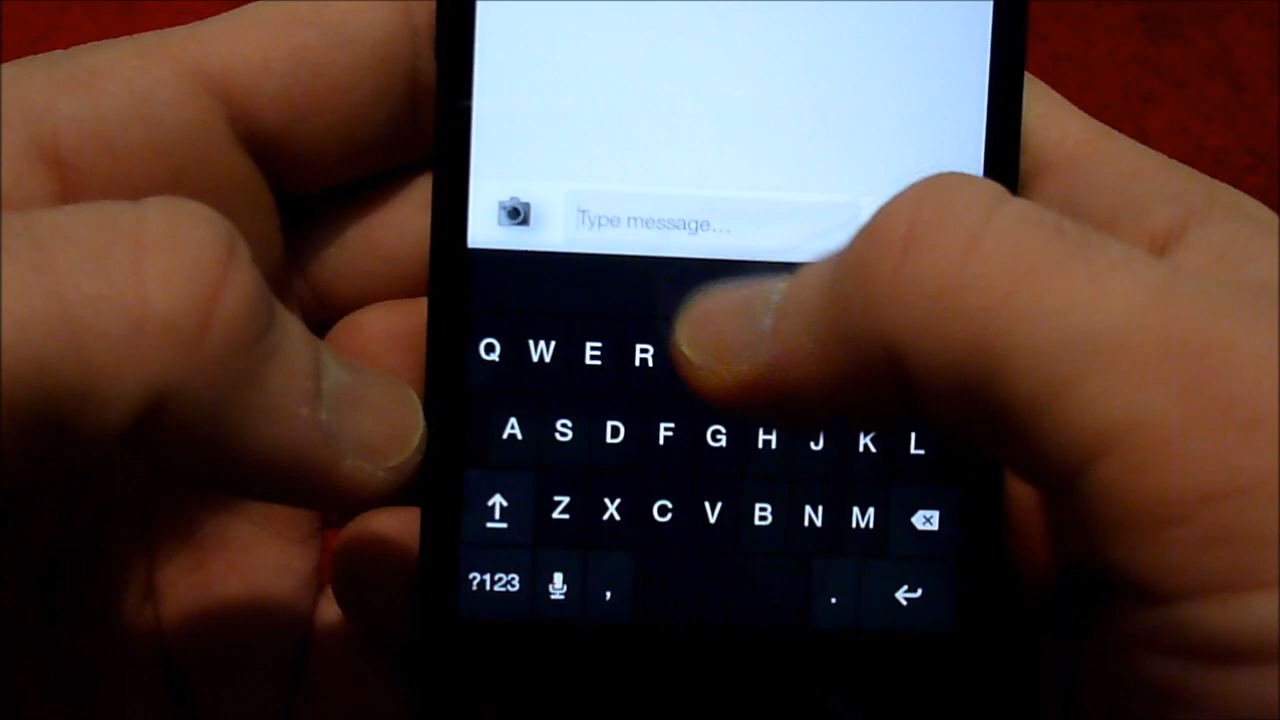 Type message...
Q W E R
A S D F G H J K L
Z X C V B N M
?123 , .